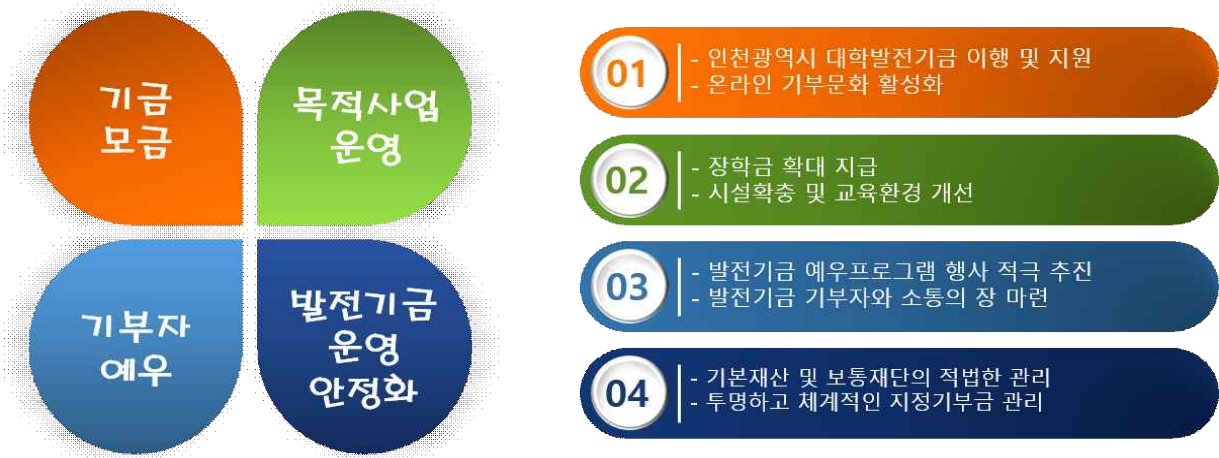 기금
모금
목적사업
운영
기부자
예우
발전기금
운영
안정화
01
- 인천광역시 대학발전기금 이행 및 지원
- 온라인 기부문화 활성화
02
- 장학금 확대 지급
- 시설확충 및 교육환경 개선
03
- 발전기금 예우프로그램 행사 적극 추진
- 발전기금 기부자와 소통의 장 마련
04
- 기본재산 및 보통재단의 적법한 관리
- 투명하고 체계적인 지정기부금 관리